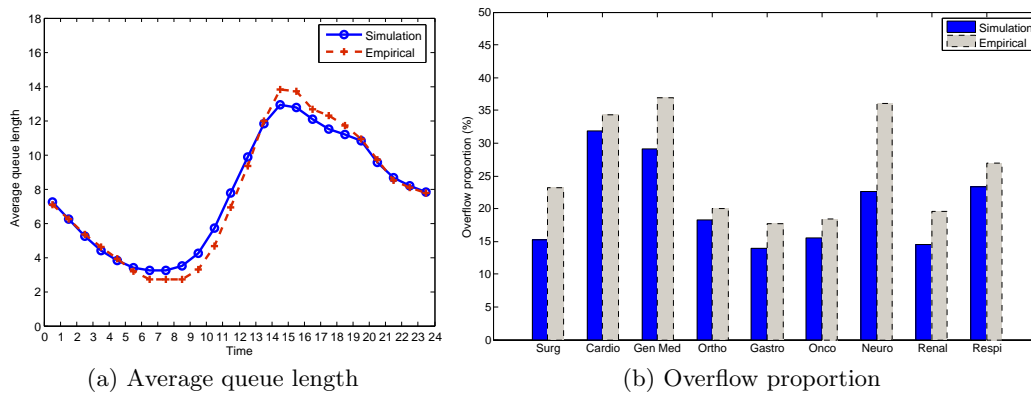 18
16
14
12
10
8
6
4
2
0
Average queue length
0 1 2 3 4 5 6 7 8 9 10 11 12 13 14 15 16 17 18 19 20 21 22 23 24
Time
Simulation
Empirical
(a) Average queue length
50
45
40
35
30
25
20
15
10
5
0
Overflow proportion (%)
Surg Cardio Gen Med Ortho Gastro Onco Neuro Renal Respi
Simulation
Empirical
(b) Overflow proportion